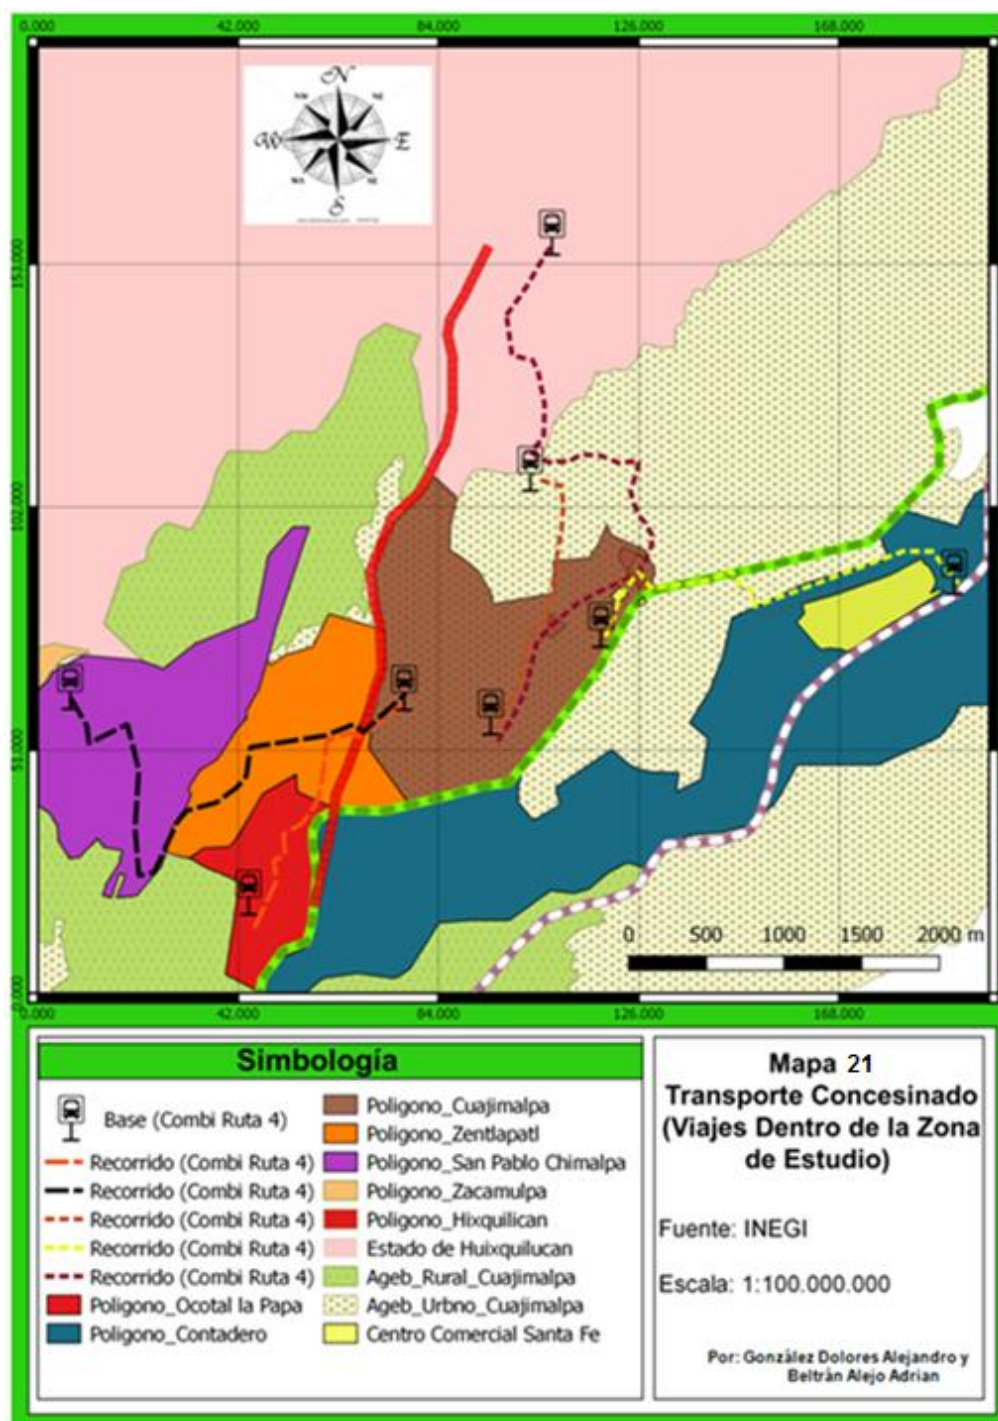 0.000 42.000 84.000 126.000 168.000
N
W E
S
153.000
102.000
51.000
0.000
0 500 1000 1500 2000 m
0.000 42.000 84.000 126.000 168.000
Simbología
Base (Combi Ruta 4)
Recorrido (Combi Ruta 4)
Recorrido (Combi Ruta 4)
Recorrido (Combi Ruta 4)
Recorrido (Combi Ruta 4)
Recorrido (Combi Ruta 4)
Poligono_Ocotal la Papa
Poligono_Contadero
Poligono_Cuajimalpa
Poligono_Zentlapatl
Poligono_San Pablo Chimalpa
Poligono_Zacamulpa
Poligono_Hixquilican
Estado de Huixquilucan
Ageb_Rural_Cuajimalpa
Ageb_Urbno_Cuajimalpa
Centro Comercial Santa Fe
Mapa 21
Transporte Concesinado
(Viajes Dentro de la Zona
de Estudio)
Fuente: INEGI
Escala: 1:100.000.000
Por: González Dolores Alejandro y
Beltrán Alejo Adrian